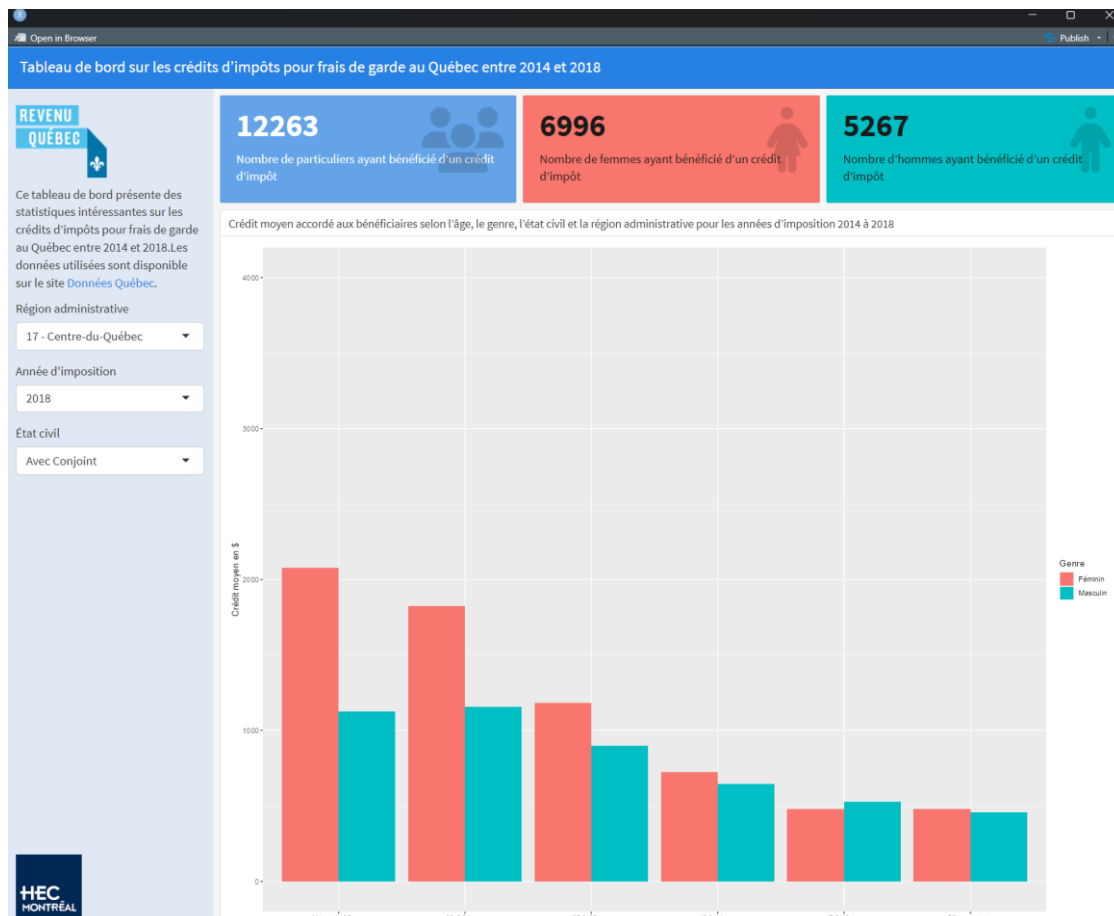 Open in Browser
Publish
Tableau de bord sur les crédits d'impôts pour frais de garde au Québec entre 2014 et 2018
REVENU
QUÉBEC
Ce tableau de bord présente des
statistiques intéressantes sur les
crédits d'impôts pour frais de garde
au Québec entre 2014 et 2018.Les
données utilisées sont disponible
sur le site Données Québec.
Région administrative
17 - Centre-du-Québec
Année d'imposition
2018
État civil
Avec Conjoint
HEC
MONTRÉAL
12263
Nombre de particuliers ayant bénéficié d'un crédit
d'impôt
6996
Nombre de femmes ayant bénéficié d'un crédit
d'impôt
5267
Nombre d'hommes ayant bénéficié d'un crédit
d'impôt
Crédit moyen accordé aux bénéficiaires selon l'âge, le genre, l'état civil et la région administrative pour les années d'imposition 2014 à 2018
4000
3000
2000
1000
0
Crédit moyen en $
Genre
Féminin
Masculin